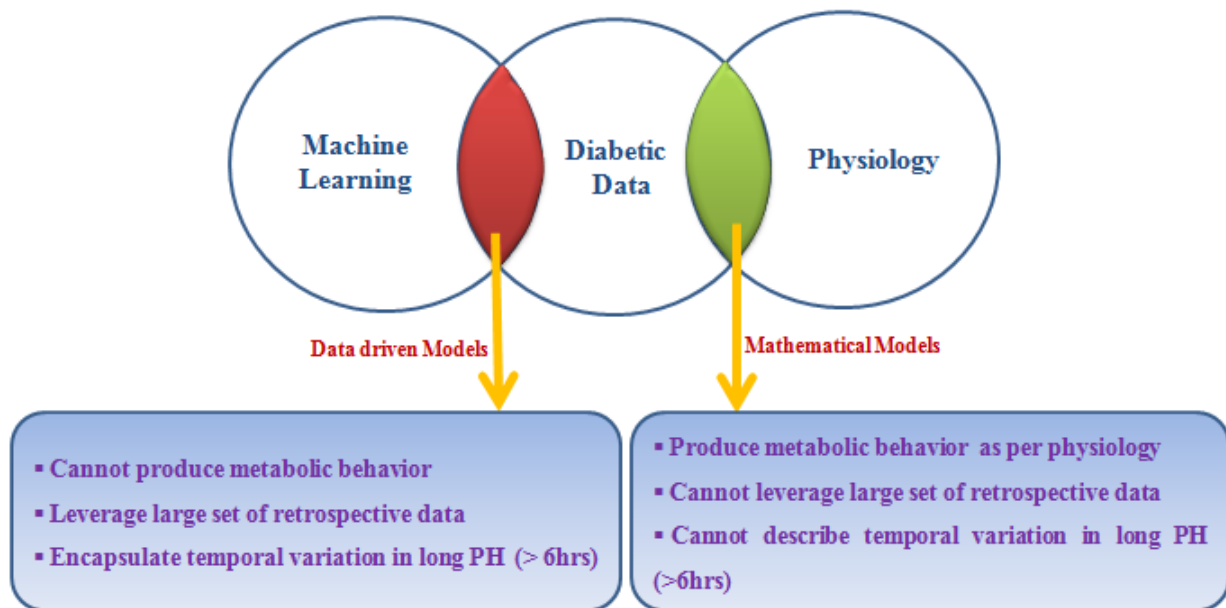 Machine
Learning
Diabetic
Data
Physiology
Data driven Models
Mathematical Models
▪ Cannot produce metabolic behavior
▪ Leverage large set of retrospective data
▪ Encapsulate temporal variation in long PH (> 6hrs)
▪ Produce metabolic behavior as per physiology
▪ Cannot leverage large set of retrospective data
▪ Cannot describe temporal variation in long PH
(>6hrs)